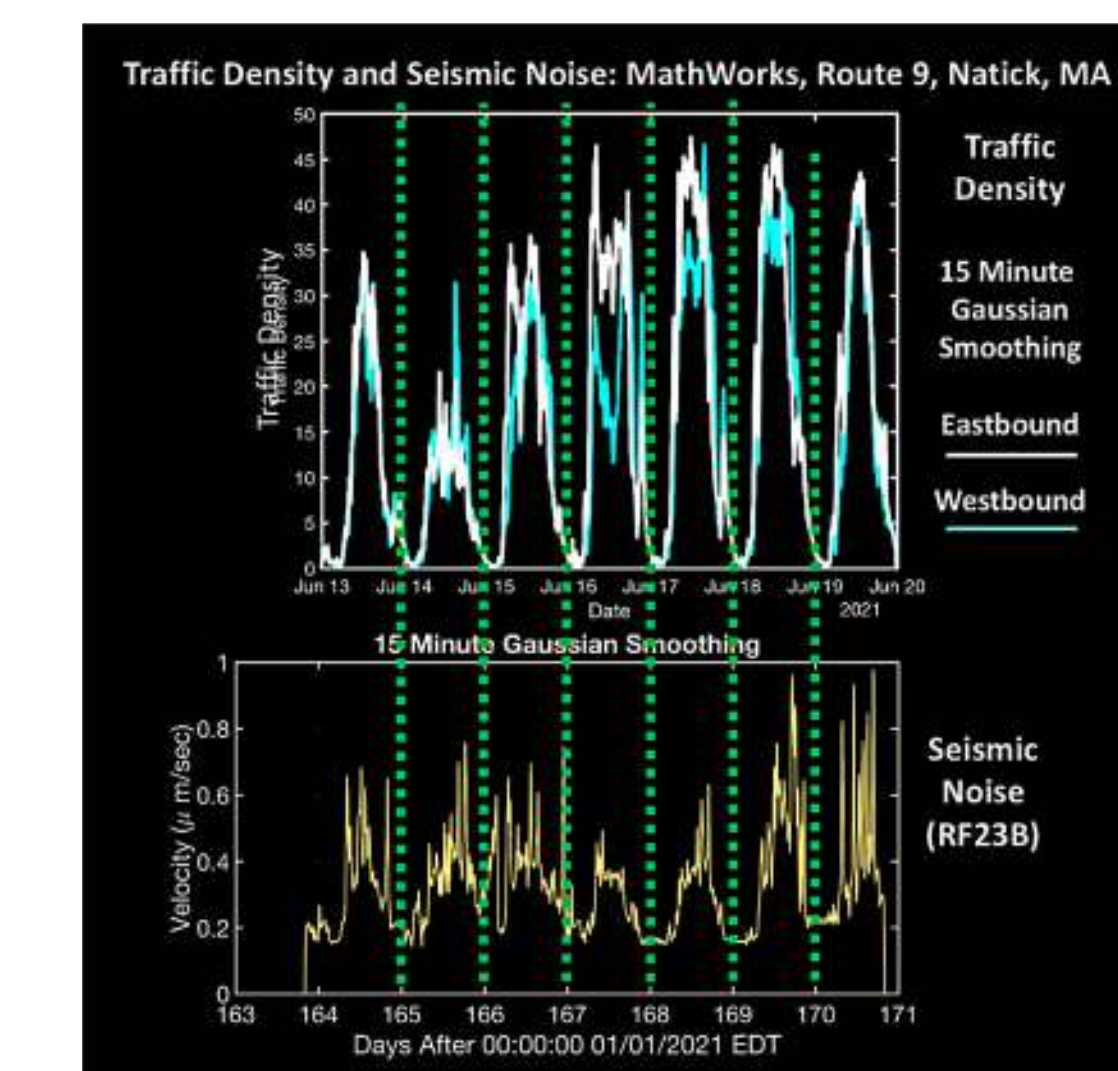 Traffic Density and Seismic Noise: MathWorks, Route 9, Natick, MA
50
45
40
35
30
25
20
15
10
5
0
Traffic Density
Traffic Density
Jun 13
Jun 14
Jun 15
Jun 16
Jun 17
Jun 18
Jun 19
Jun 20
Date
2021
Traffic
Density
15 Minute
Gaussian
Smoothing
Eastbound
Westbound
15 Minute Gaussian Smoothing
1
0.8
0.6
0.4
0.2
0
Velocity (μ m/sec)
163
164
165
166
167
168
169
170
171
Days After 00:00:00 01/01/2021 EDT
Seismic
Noise
(RF23B)